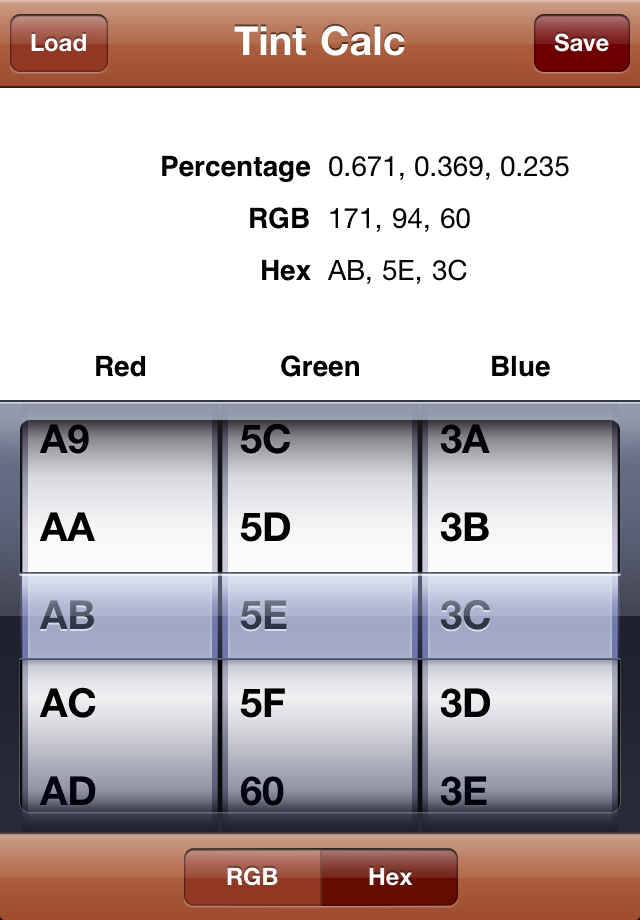 Load Tint Calc Save
Percentage 0.671, 0.369, 0.235
RGB 171, 94, 60
Hex AB, 5E, 3C
Red Green Blue
A9 5C 3A
AA 5D 3B
AB 5E 3C
AC 5F 3D
AD 60 3E
RGB Hex